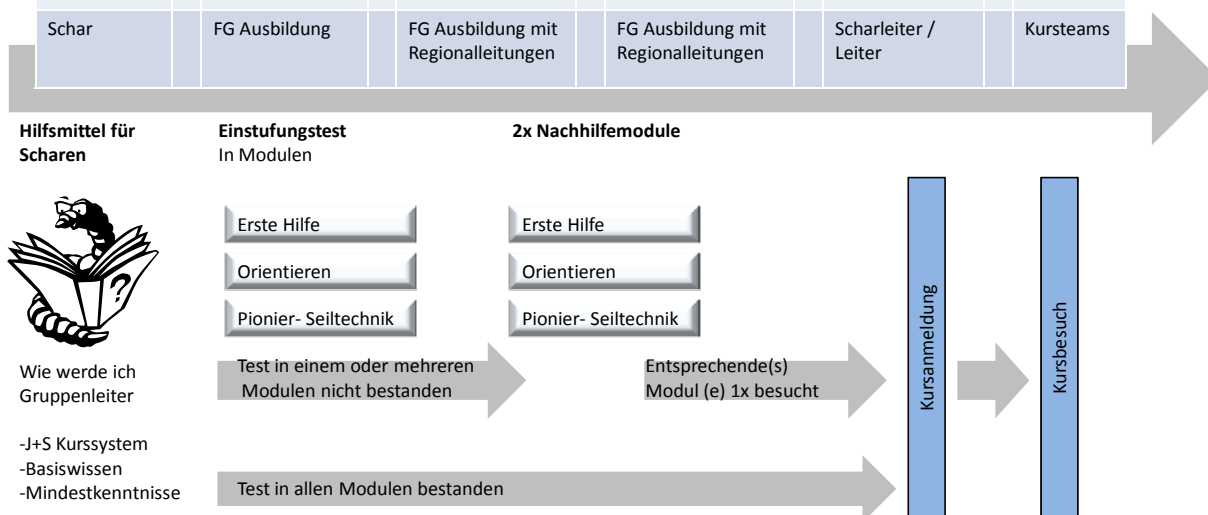 Schar
FG Ausbildung
FG Ausbildung mit
Regionalleitungen
FG Ausbildung mit
Regionalleitungen
Scharleiter /
Leiter
Kursteams
Hilfsmittel für
Scharen
Einstufungstest
In Modulen
2x Nachhilfemodule
?
Erste Hilfe
Orientieren
Pionier- Seiltechnik
Erste Hilfe
Orientieren
Pionier- Seiltechnik
Wie werde ich
Gruppenleiter
-J+S Kurssystem
-Basiswissen
-Mindestkenntnisse
Test in einem oder mehreren
Modulen nicht bestanden
Entsprechende(s)
Modul (e) 1x besucht
Test in allen Modulen bestanden
Kursanmeldung
Kursbesuch